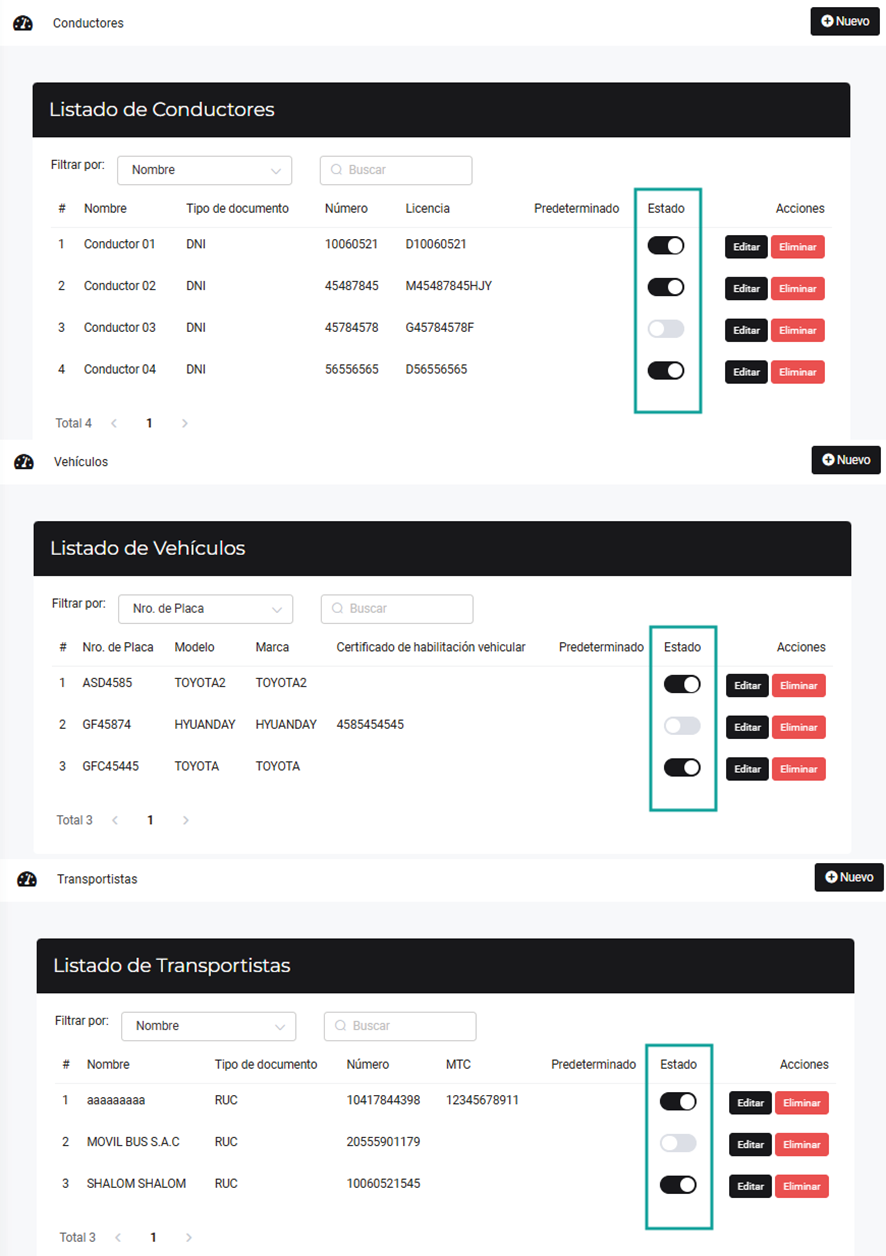 Conductores
Nuevo
Listado de Conductores
Filtrar por: Nombre Buscar
# Nombre Tipo de documento Número Licencia Predeterminado Estado Acciones
1 Conductor 01 DNI 10060521 D10060521 Editar Eliminar
2 Conductor 02 DNI 45487845 M45487845HJY Editar Eliminar
3 Conductor 03 DNI 45784578 G45784578F Editar Eliminar
4 Conductor 04 DNI 56556565 D56556565 Editar Eliminar
Total 4 < 1 >
Vehículos
Nuevo
Listado de Vehículos
Filtrar por: Nro. de Placa Buscar
# Nro. de Placa Modelo Marca Certificado de habilitación vehicular Predeterminado Estado Acciones
1 ASD4585 TOYOTA2 TOYOTA2 Editar Eliminar
2 GF45874 HYUANDAY HYUANDAY 4585454545 Editar Eliminar
3 GFC45445 TOYOTA TOYOTA Editar Eliminar
Total 3 < 1 >
Transportistas
Nuevo
Listado de Transportistas
Filtrar por: Nombre Buscar
# Nombre Tipo de documento Número MTC Predeterminado Estado Acciones
1 aaaaaaaaa RUC 10417844398 12345678911 Editar Eliminar
2 MOVIL BUS S.A.C RUC 20555901179 Editar Eliminar
3 SHALOM SHALOM RUC 10060521545 Editar Eliminar
Total 3 < 1 >